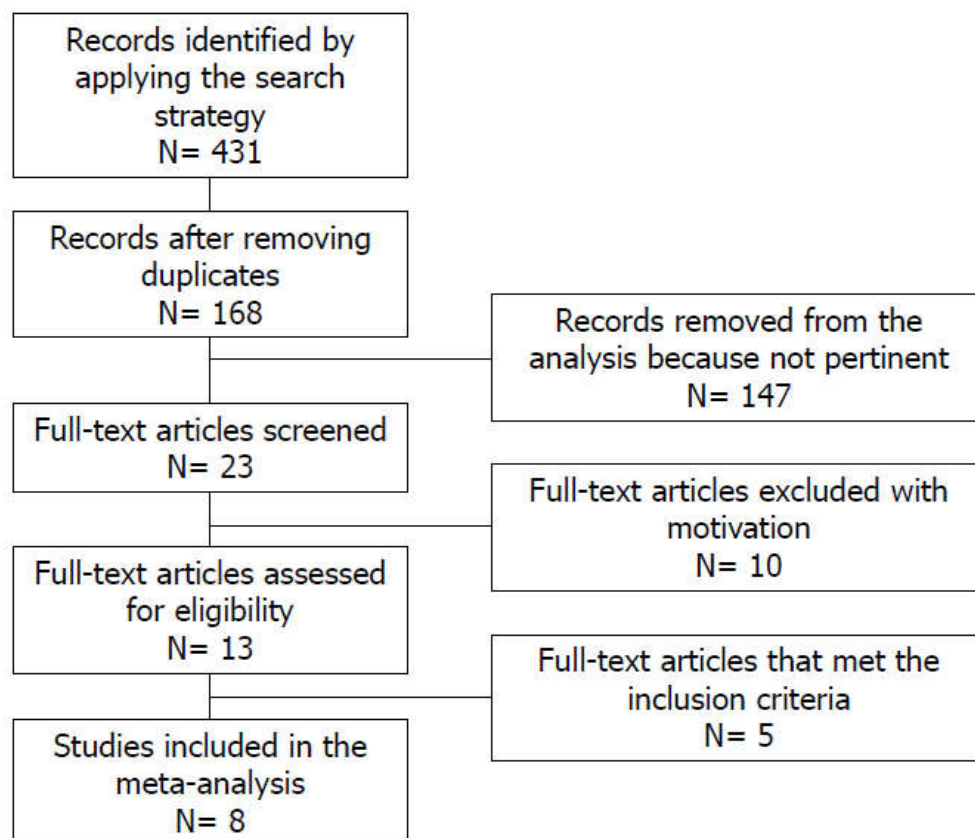 Records identified by
applying the search
strategy
N= 431
Records after removing
duplicates
N= 168
Records removed from the
analysis because not pertinent
N= 147
Full-text articles screened
N= 23
Full-text articles excluded with
motivation
N= 10
Full-text articles assessed
for eligibility
N= 13
Full-text articles that met the
inclusion criteria
N= 5
Studies included in the
meta-analysis
N= 8